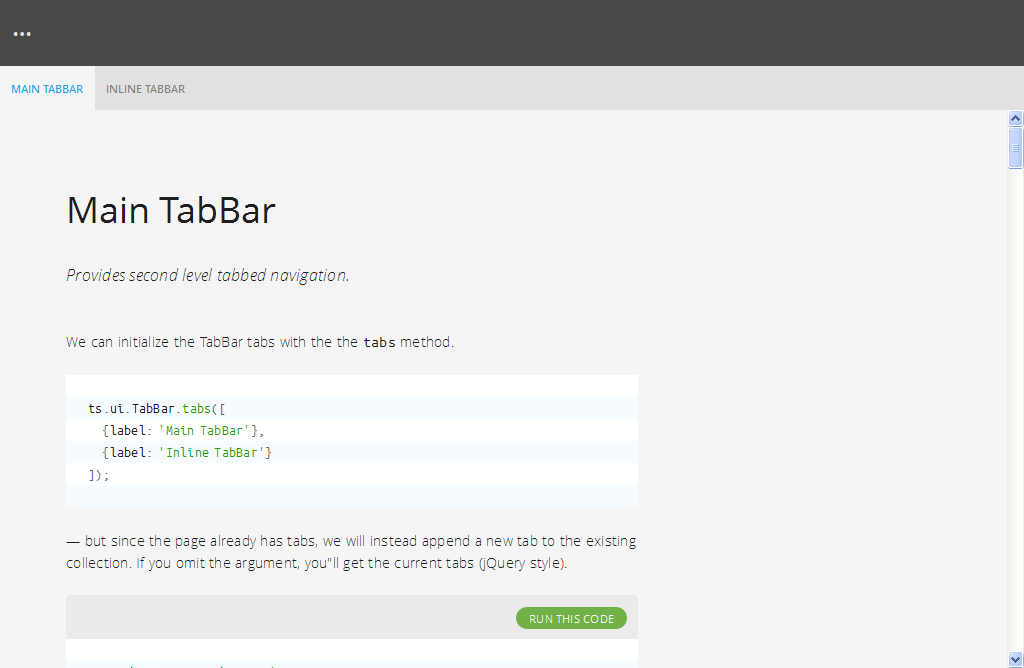 •••
MAIN TABBAR
INLINE TABBAR
Main TabBar
Provides second level tabbed navigation.
We can initialize the TabBar tabs with the the tabs method.
ts.ui.TabBar.tabs([
{label: 'Main TabBar'},
{label: 'Inline TabBar'}
]);
— but since the page already has tabs, we will instead append a new tab to the existing
collection. If you omit the argument, you"ll get the current tabs (jQuery style).
RUN THIS CODE